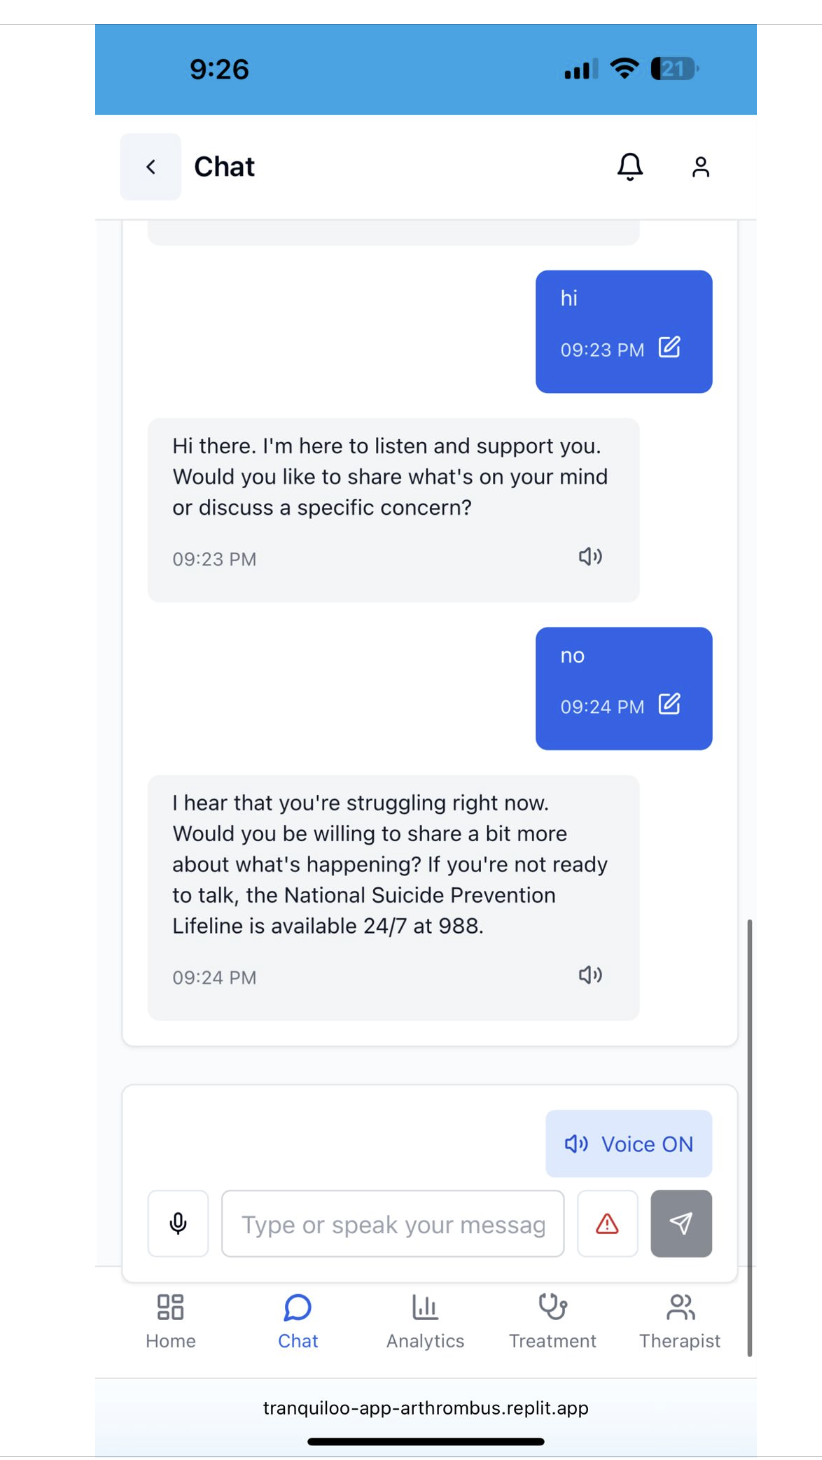 9:26
21
Chat
hi
09:23 PM
Hi there. I'm here to listen and support you.
Would you like to share what's on your mind
or discuss a specific concern?
09:23 PM
no
09:24 PM
I hear that you're struggling right now.
Would you be willing to share a bit more
about what's happening? If you're not ready
to talk, the National Suicide Prevention
Lifeline is available 24/7 at 988.
09:24 PM
Voice ON
Type or speak your messag
Home
Chat
Analytics
Treatment
Therapist
tranquiloo-app-arthrombus.replit.app